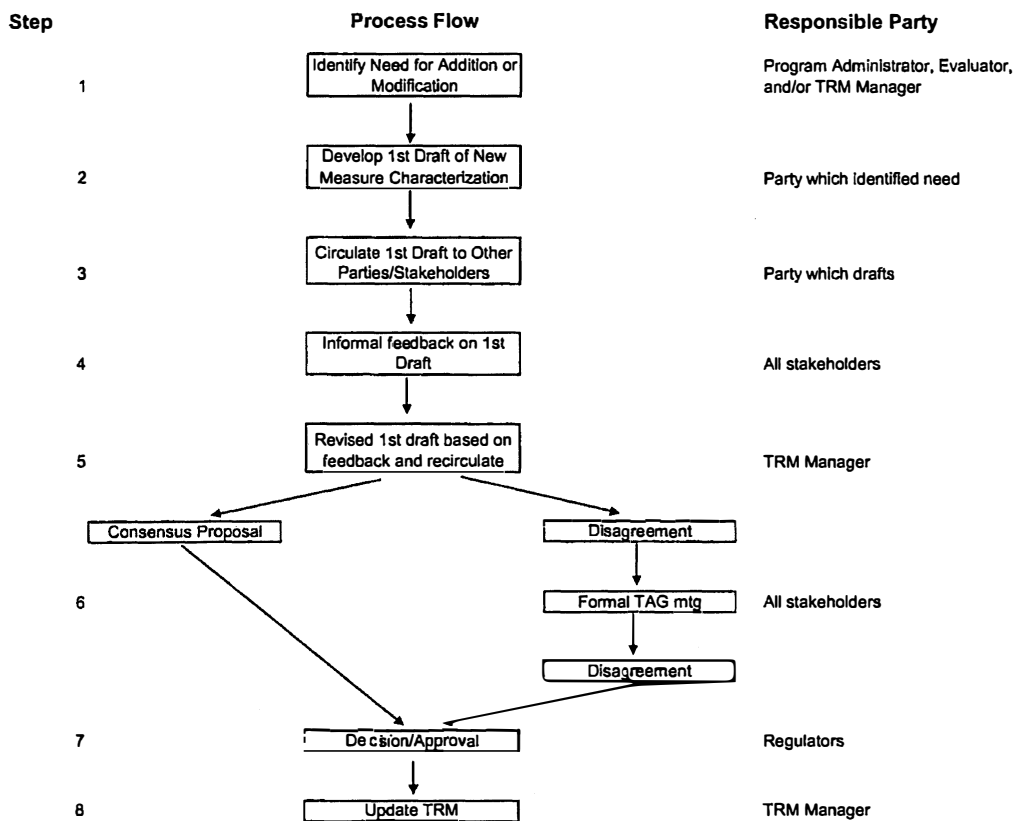 Step Process Flow Responsible Party
Identify Need for Addition or
Modification
1
Program Administrator, Evaluator,
and/or TRM Manager
Develop 1st Draft of New
Measure Characterization
2
Party which identified need
Circulate 1st Draft to Other
Parties/Stakeholders
3
Party which drafts
Informal feedback on 1st
Draft
4
All stakeholders
Revised 1st draft based on
feedback and recirculate
5
TRM Manager
Consensus Proposal
Disagreement
6
Formal TAG mtg
All stakeholders
Disagreement
7
Decision/Approval
Regulators
8
Update TRM
TRM Manager